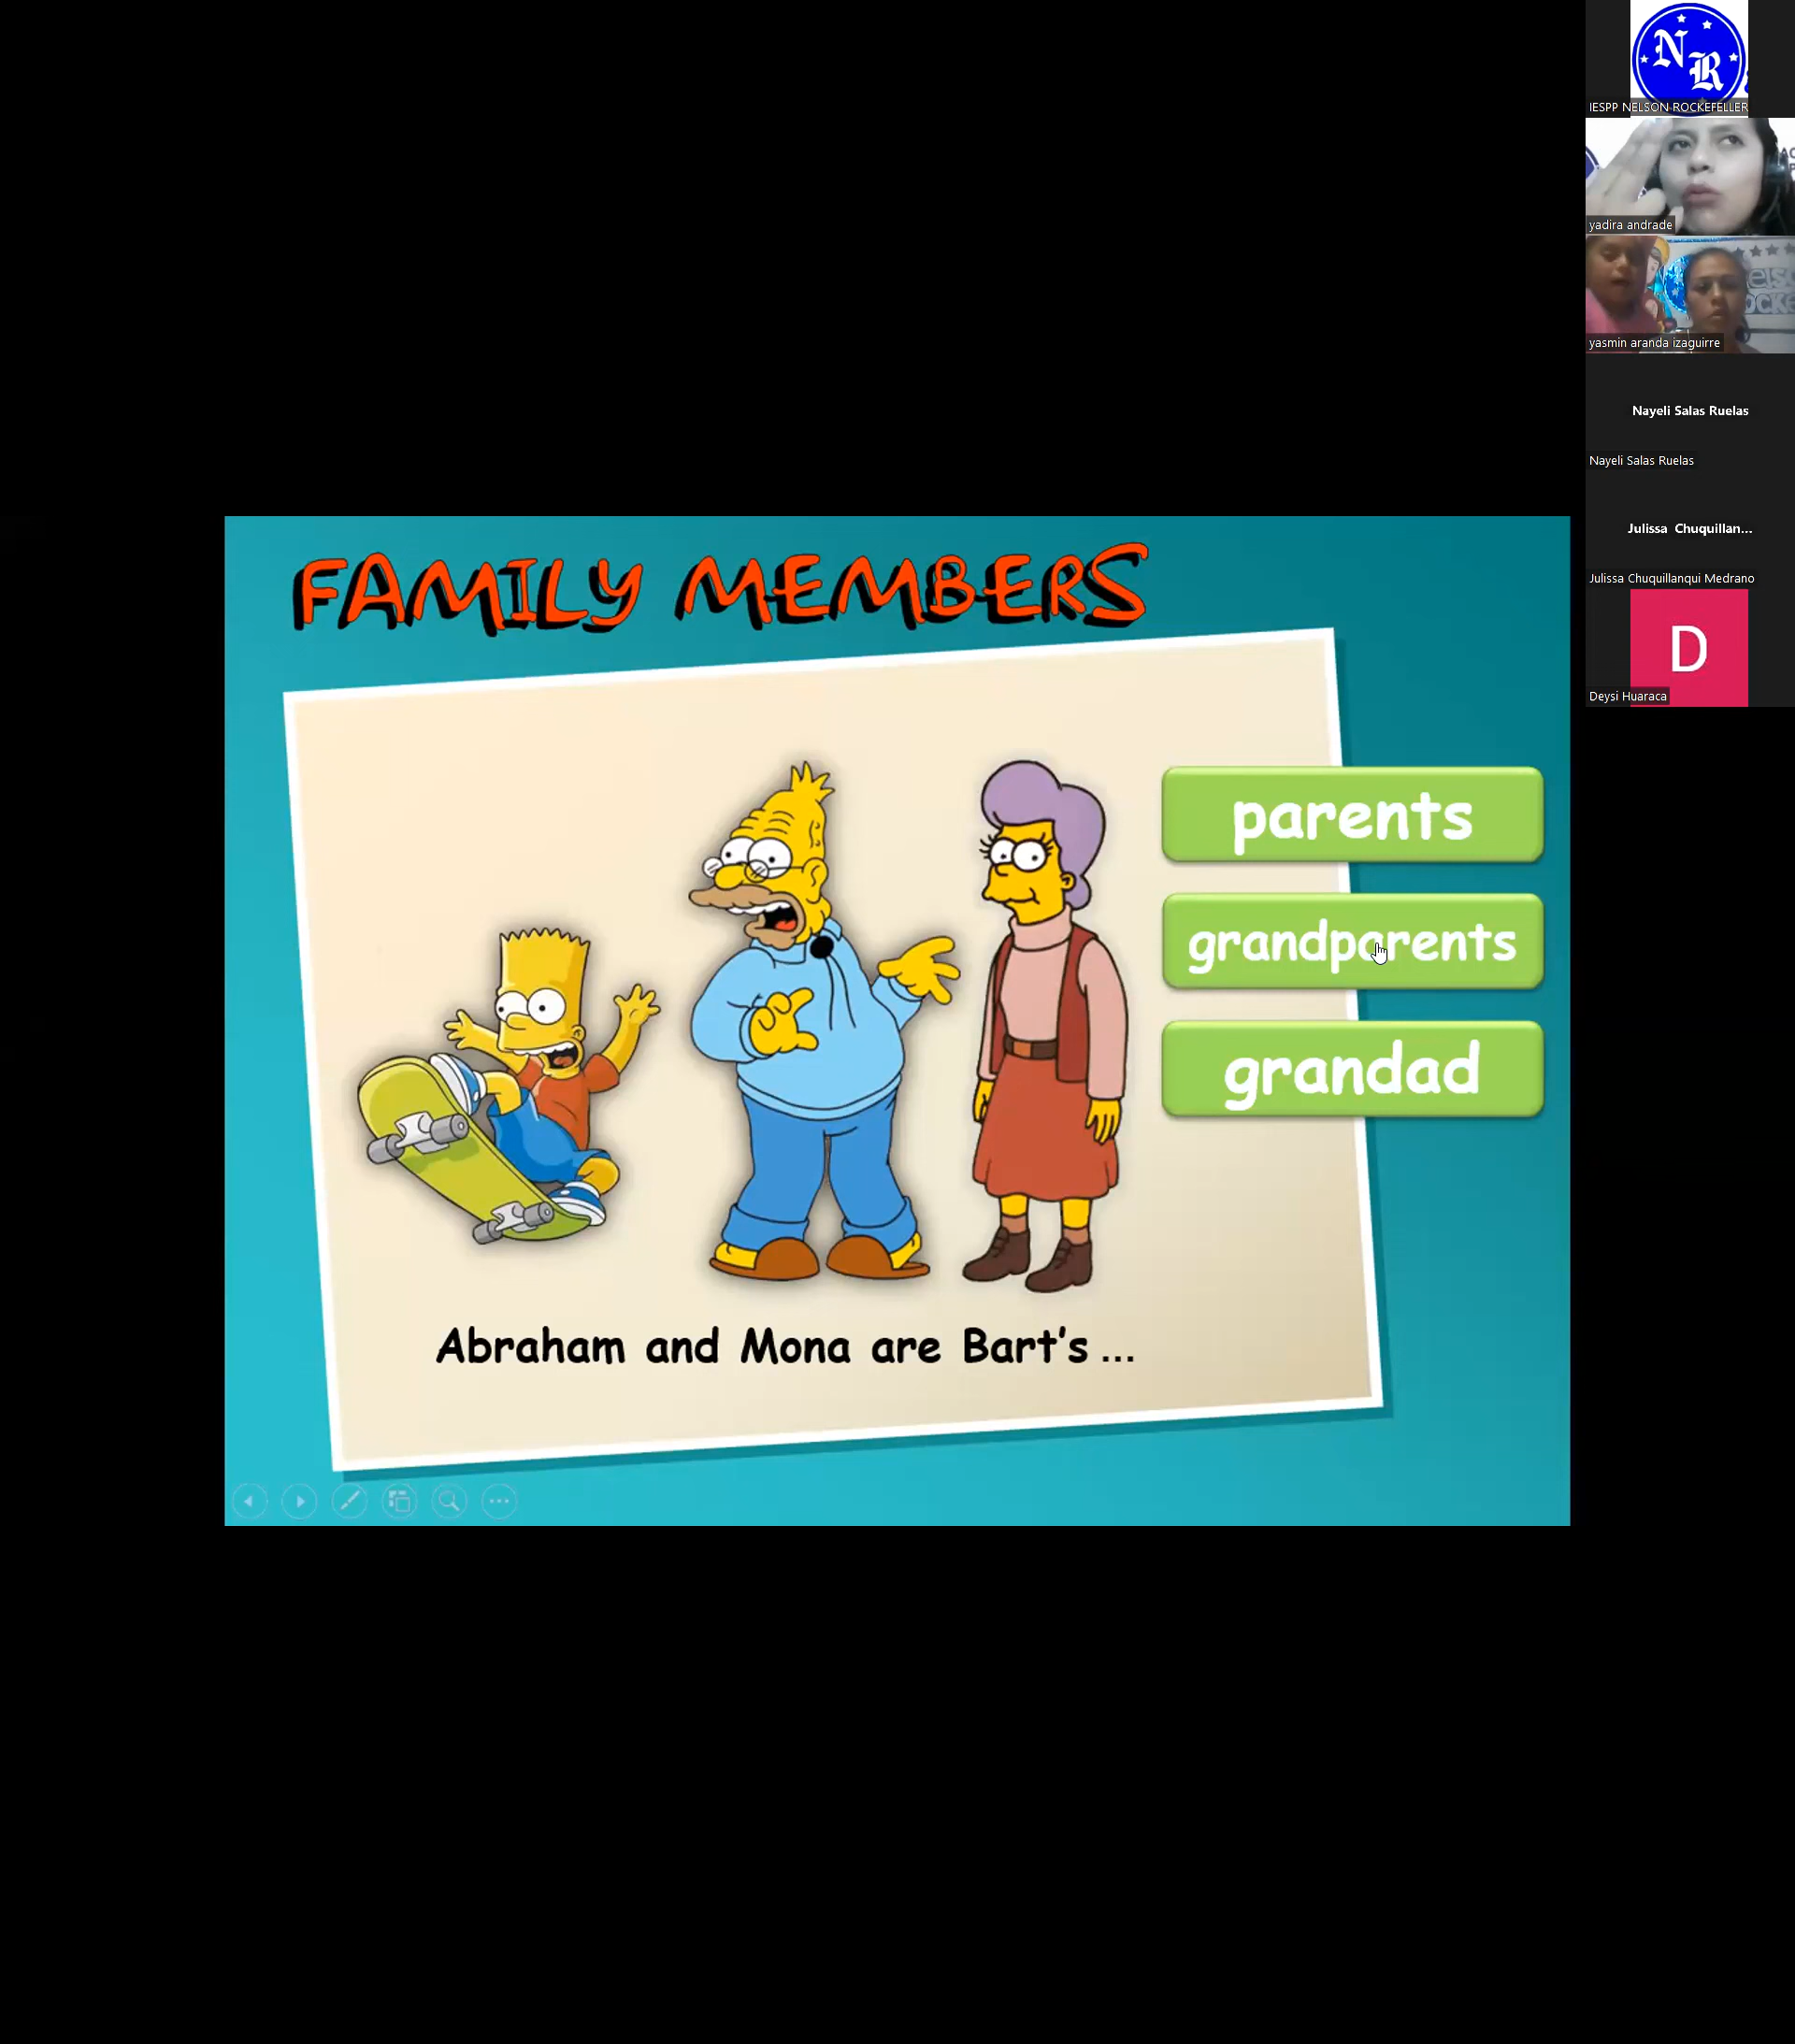 FAMILY MEMBERS
parents
grandparents
grandad
Abraham and Mona are Bart's ...
N R
IESPP NELSON ROCKEFELLER
yadira andrade
yasmin aranda izaguirre
Nayeli Salas Ruelas
Nayeli Salas Ruelas
Julissa Chuquillan...
Julissa Chuquillanqui Medrano
D
Deysi Huaraca